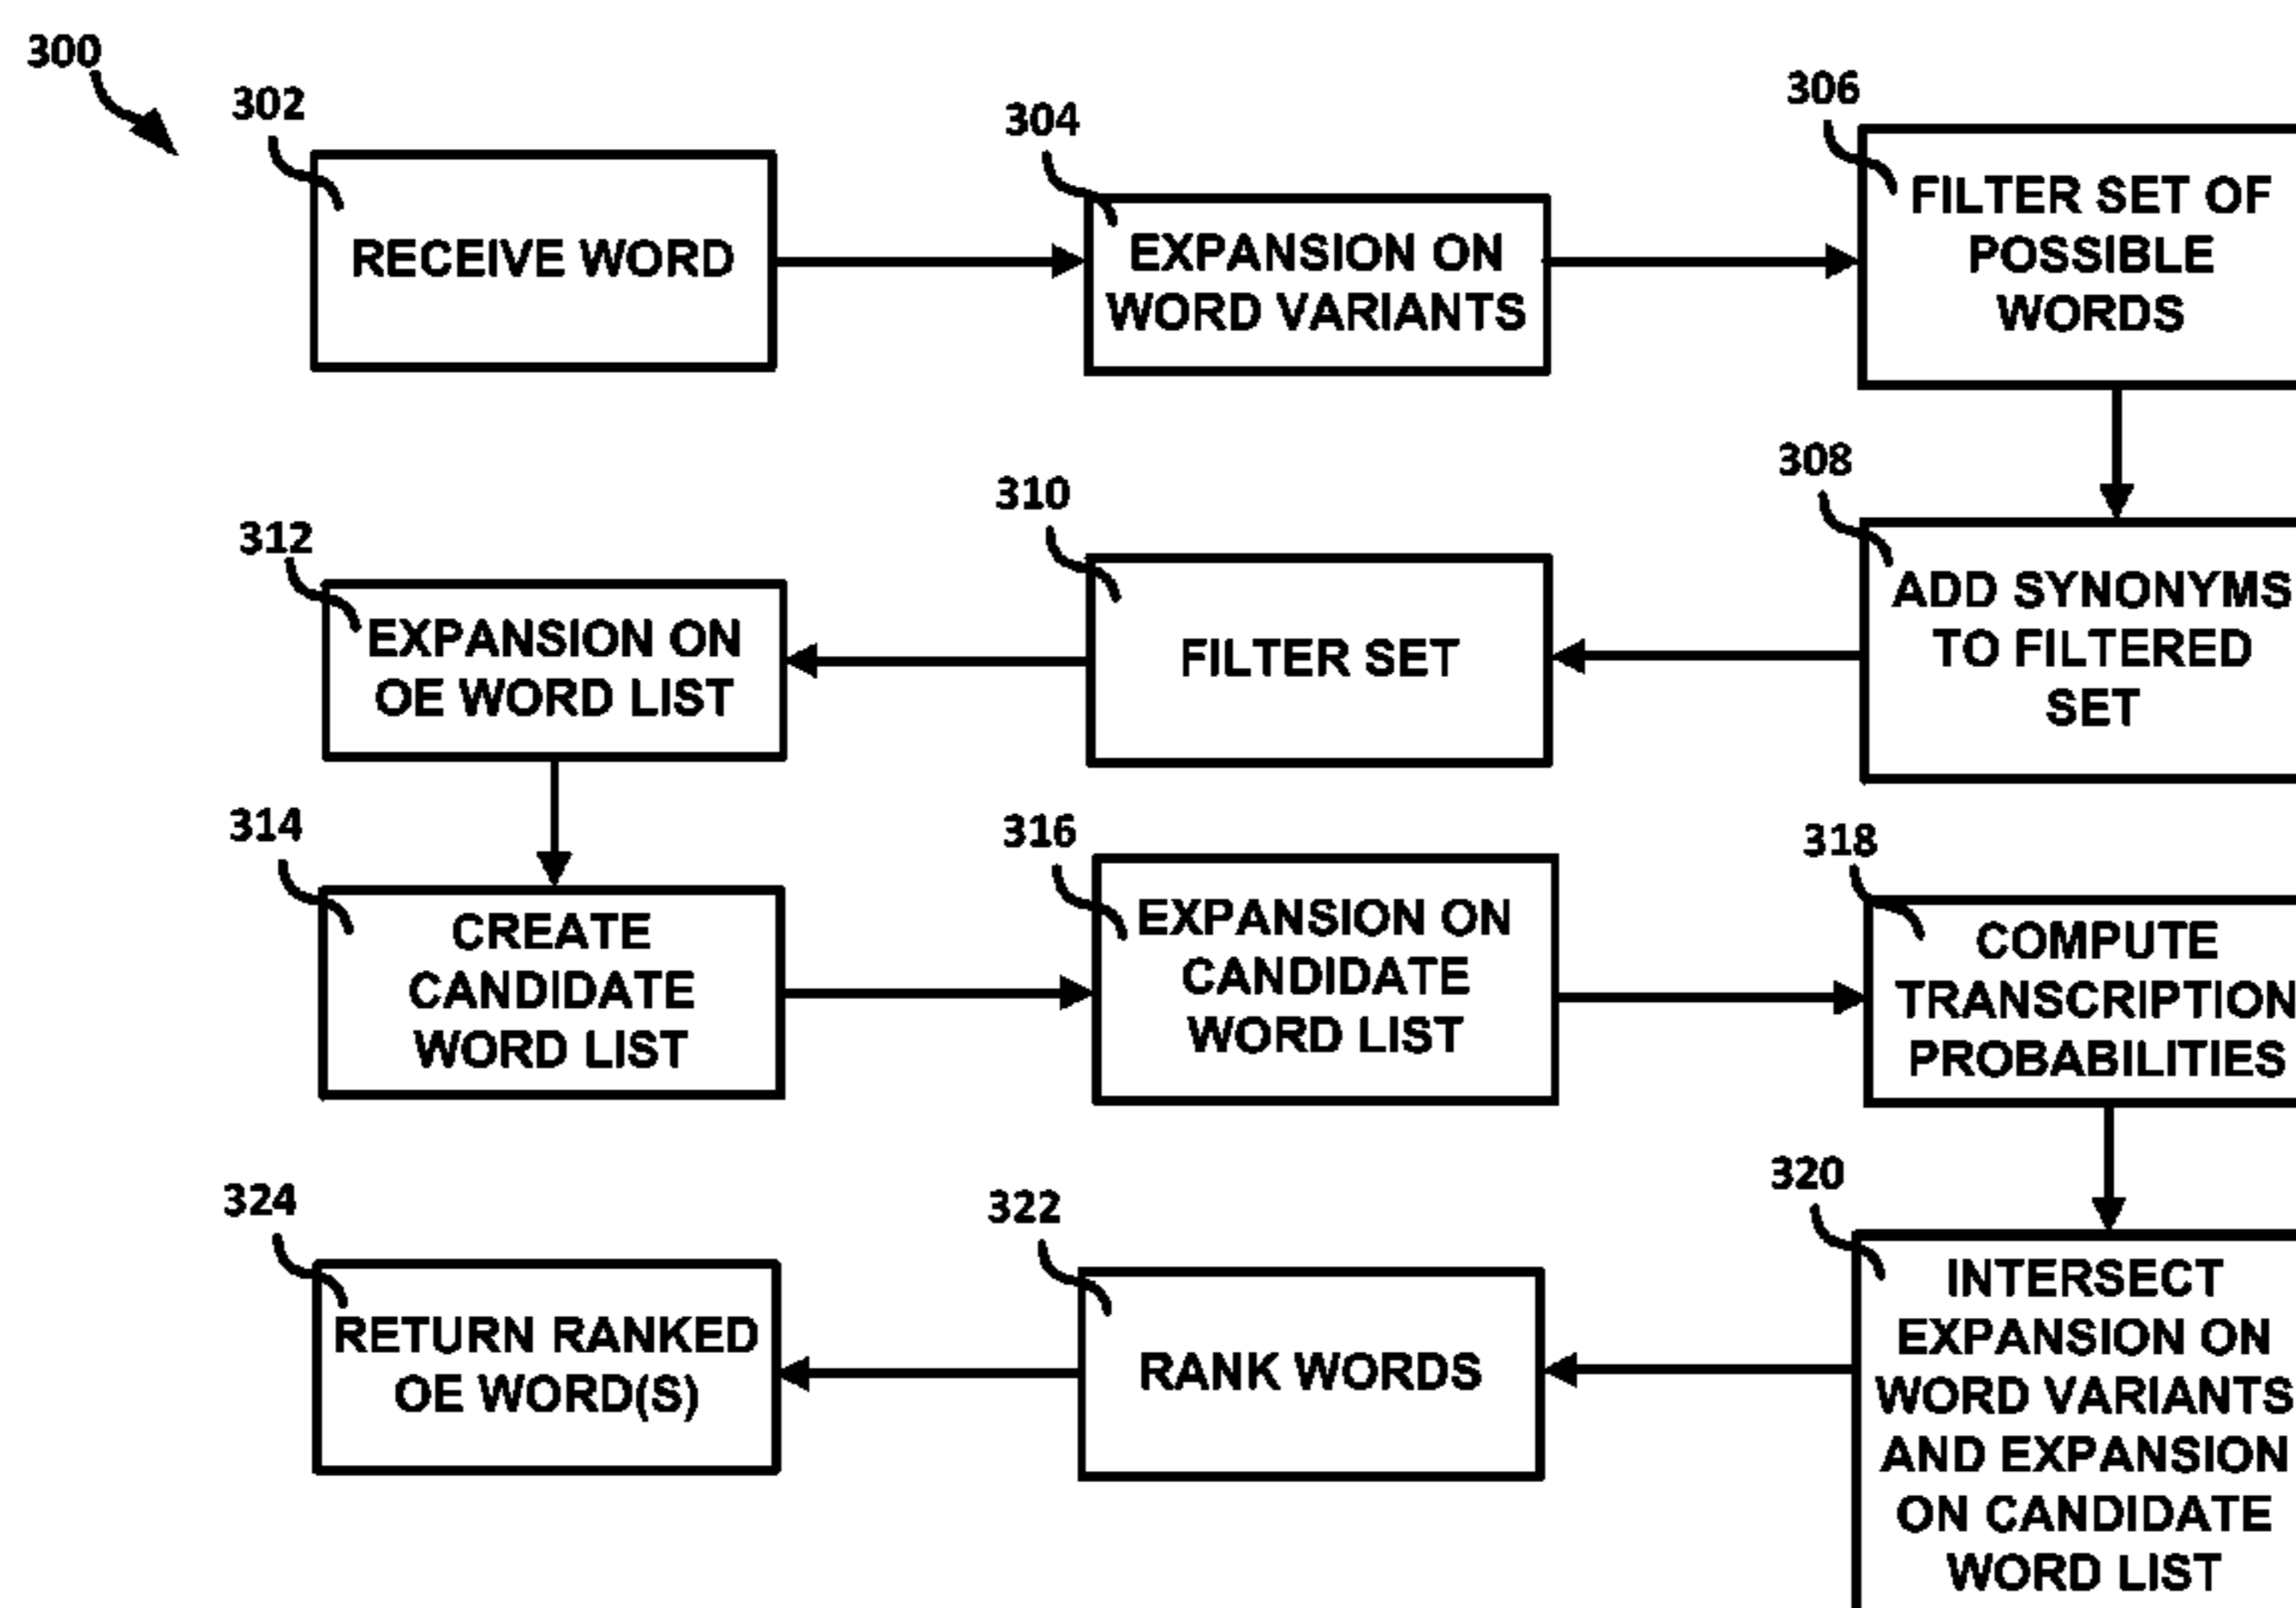 300
302
RECEIVE WORD
304
EXPANSION ON
WORD VARIANTS
306
FILTER SET OF
POSSIBLE
WORDS
308
ADD SYNONYMS
TO FILTERED
SET
310
FILTER SET
312
EXPANSION ON
OE WORD LIST
314
CREATE
CANDIDATE
WORD LIST
316
EXPANSION ON
CANDIDATE
WORD LIST
318
COMPUTE
TRANSCRIPTION
PROBABILITIES
320
INTERSECT
EXPANSION ON
WORD VARIANTS
AND EXPANSION
ON CANDIDATE
WORD LIST
322
RANK WORDS
324
RETURN RANKED
OE WORD(S)